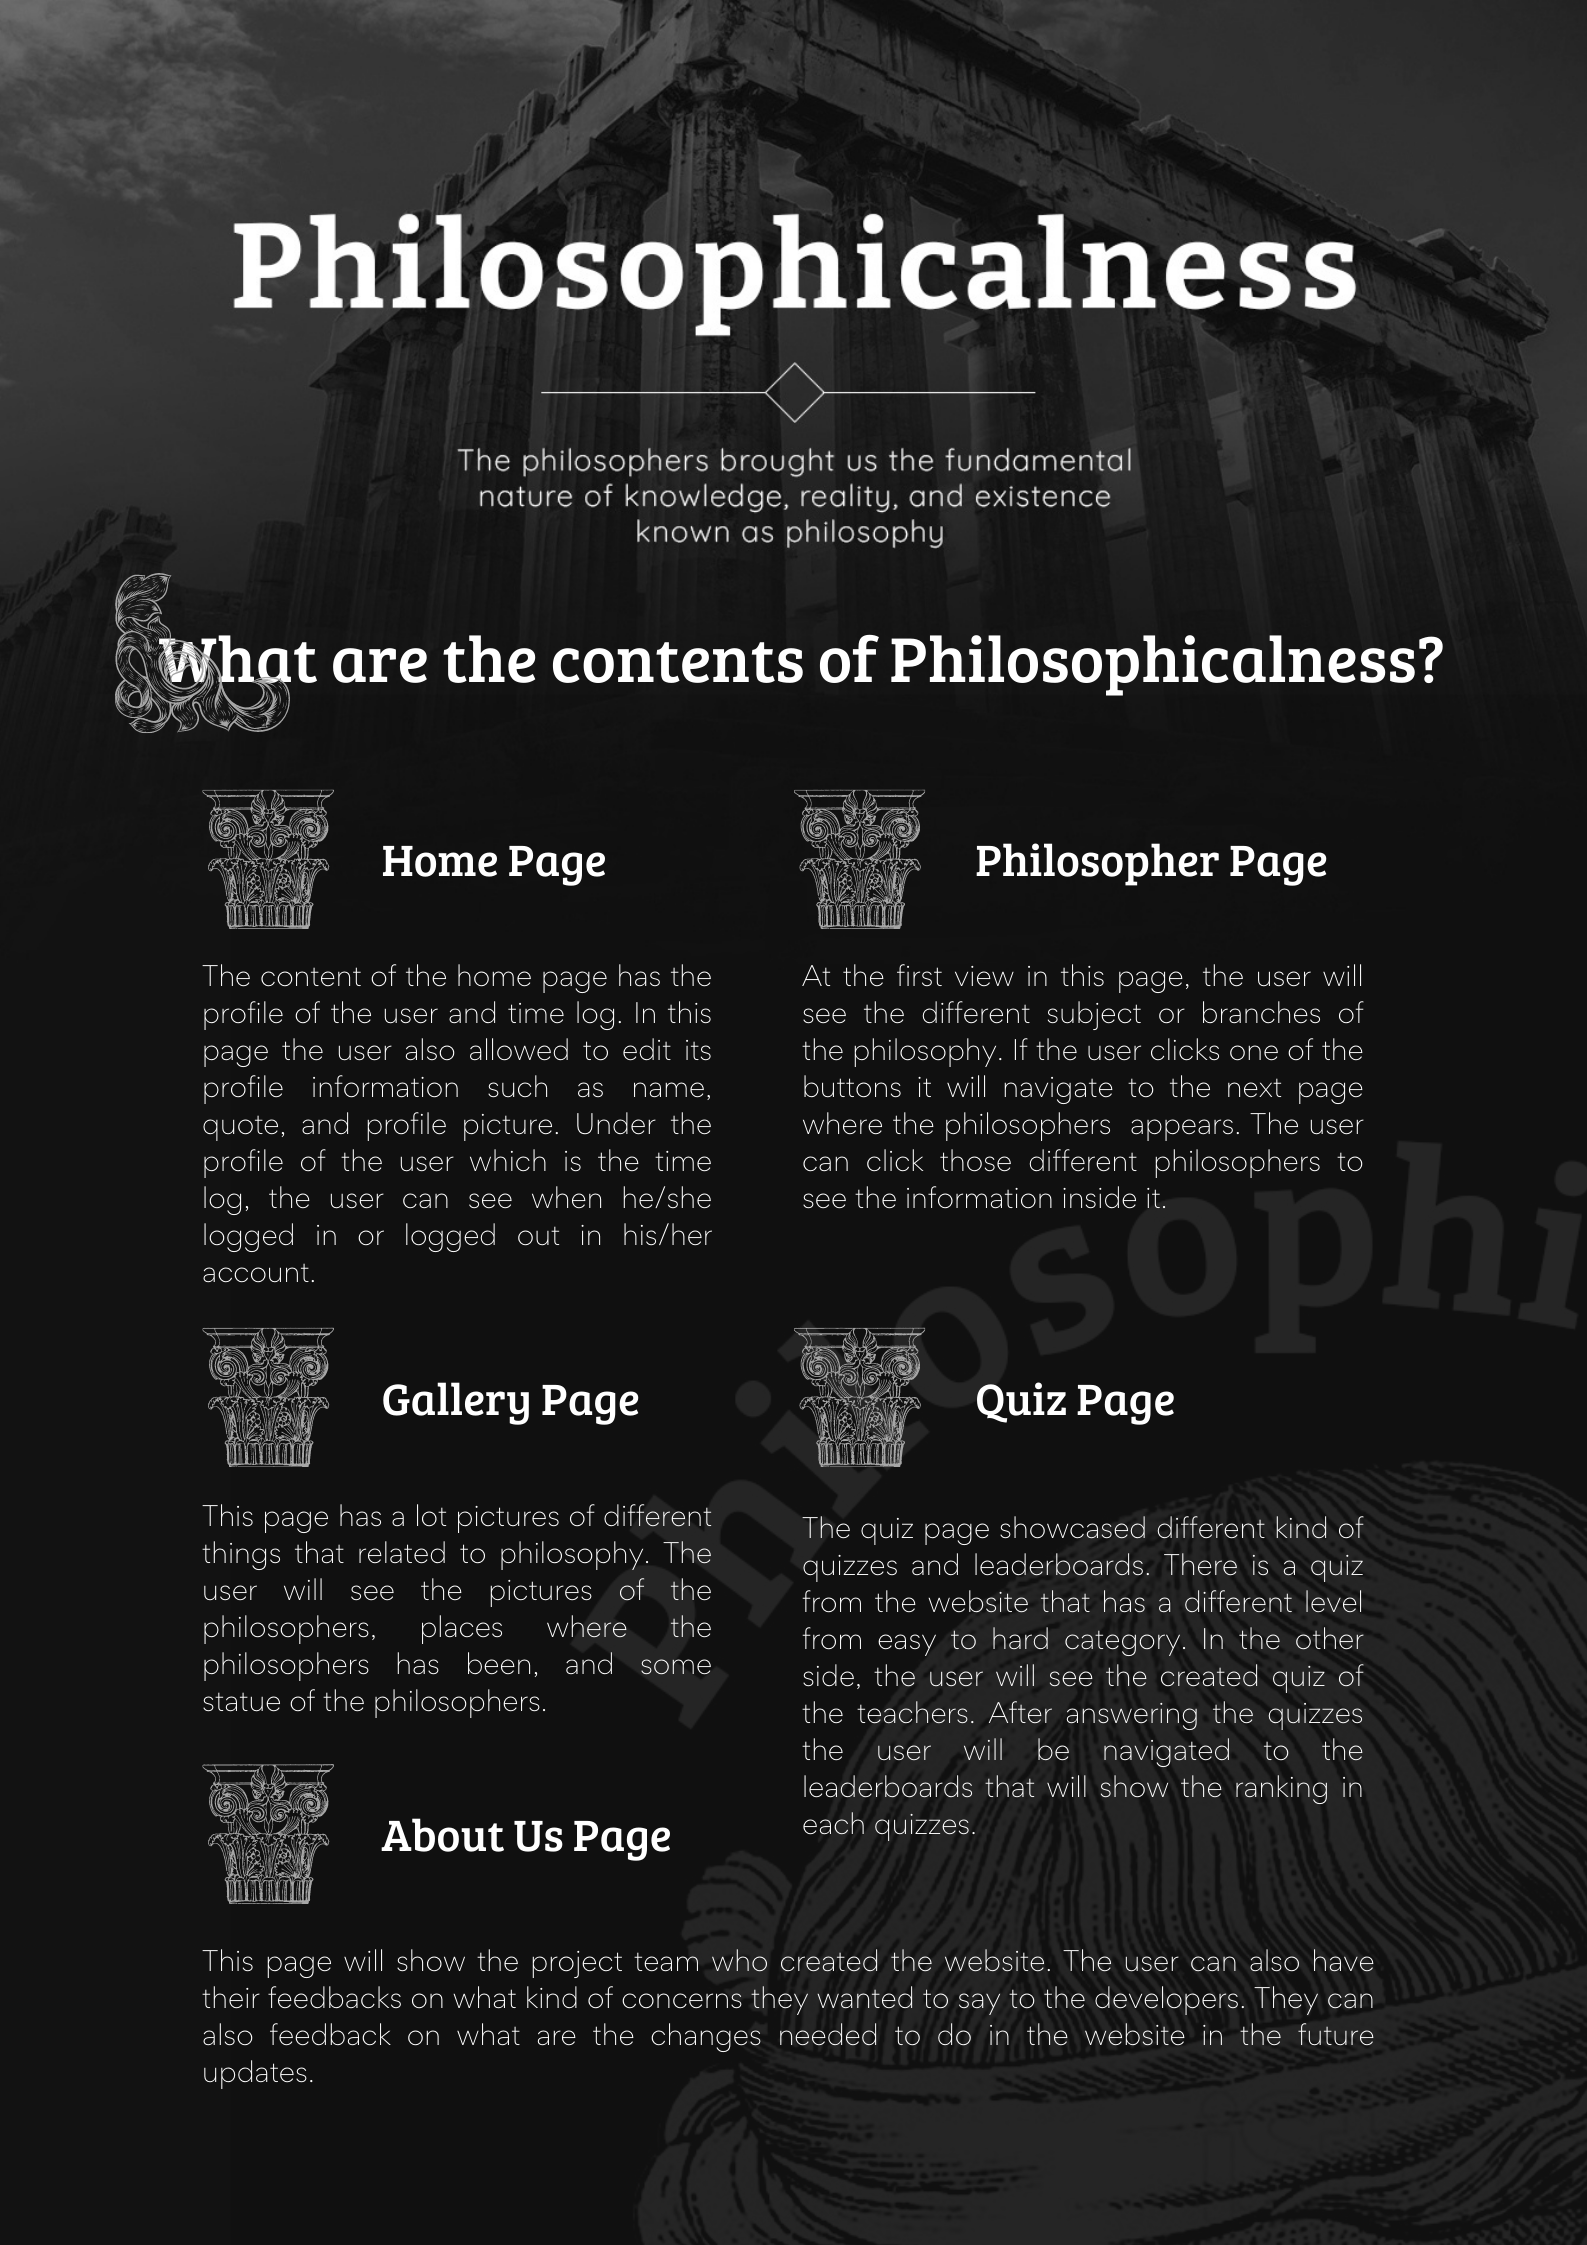 Philosophicalness
The philosophers brought us the fundamental
nature of knowledge, reality, and existence
known as philosophy
What are the contents of Philosophicalness?
Home Page
The content of the home page has the
profile of the user and time log. In this
page the user also allowed to edit its
profile information such as name,
quote, and profile picture. Under the
profile of the user which is the time
log, the user can see when he/she
logged in or logged out in his/her
account.
Philosopher Page
At the first view in this page, the user will
see the different subject or branches of
the philosophy. If the user clicks one of the
buttons it will navigate to the next page
where the philosophers appears. The user
can click those different philosophers to
see the information inside it.
Gallery Page
This page has a lot pictures of different
things that related to philosophy. The
user will see the pictures of the
philosophers, places where the
philosophers has been, and some
statue of the philosophers.
Quiz Page
The quiz page showcased different kind of
quizzes and leaderboards. There is a quiz
from the website that has a different level
from easy to hard category. In the other
side, the user will see the created quiz of
the teachers. After answering the quizzes
the user will be navigated to the
leaderboards that will show the ranking in
each quizzes.
About Us Page
This page will show the project team who created the website. The user can also have
their feedbacks on what kind of concerns they wanted to say to the developers. They can
also feedback on what are the changes needed to do in the website in the future
updates.
Philosophi